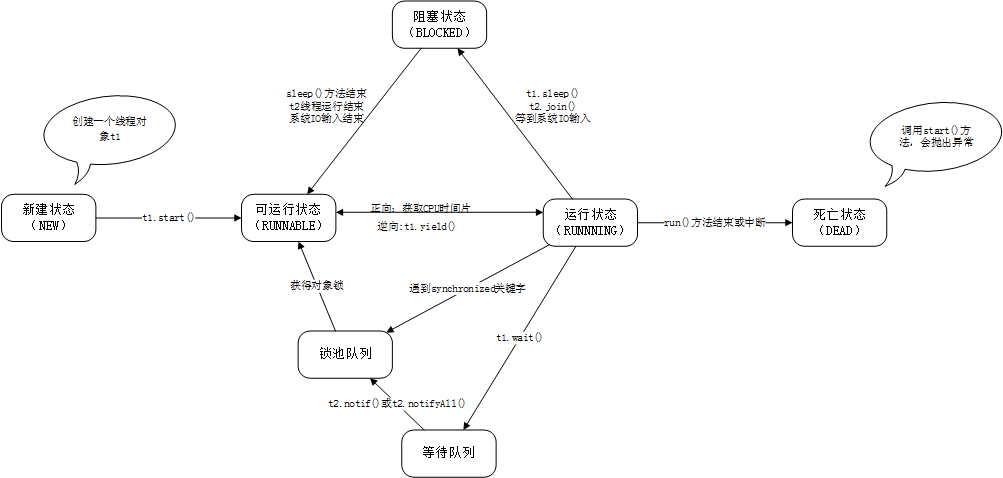 阻塞状态
（BLOCKED）
sleep()方法结束
t2线程运行结束
系统IO输入结束
t1.sleep()
t2.join()
等到系统IO输入
创建一个线程对
象t1
调用start()方
法，会抛出异常
新建状态
（NEW）
t1.start()
可运行状态
（RUNNABLE）
正向：获取CPU时间片
逆向:t1.yield()
运行状态
（RUNNNING）
run()方法结束或中断
死亡状态
（DEAD）
获得对象锁
遇到synchronized关键字
t1.wait()
锁池队列
t2.notif()或t2.notifyAll()
等待队列